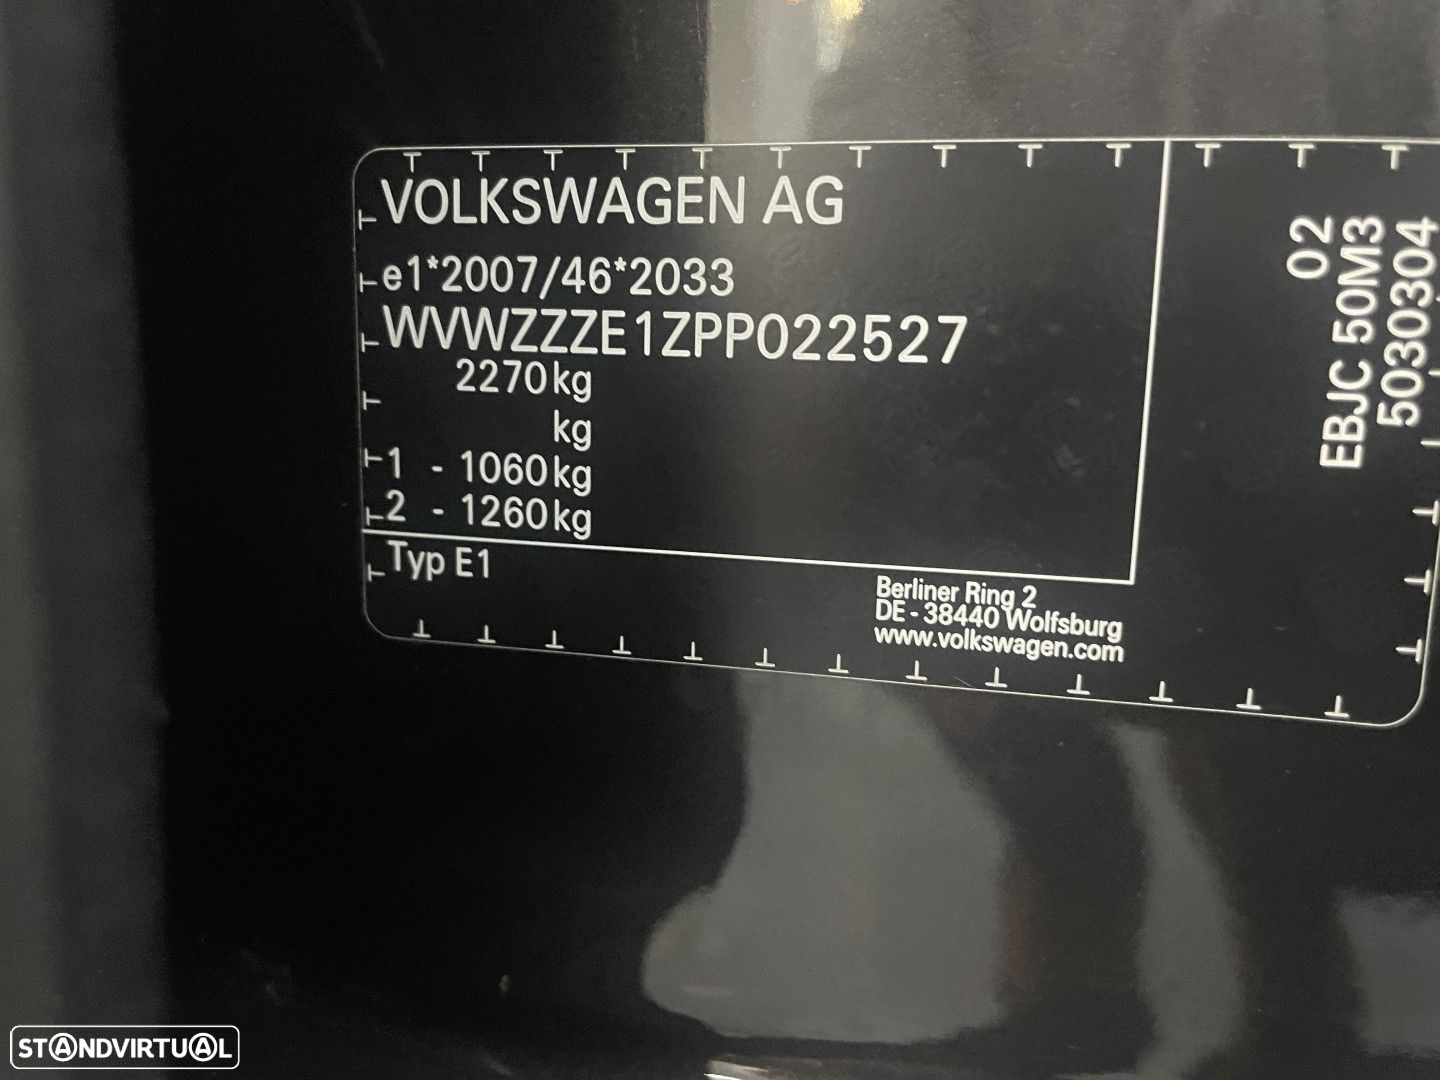 VOLKSWAGEN AG
e1*2007/46*2033
WVWZZZE1ZPP022527
2270kg
kg
1 - 1060kg
2 - 1260kg
Typ E1
Berliner Ring 2
DE - 38440 Wolfsburg
www.volkswagen.com
02
EBJC 50M3
5030304
STANDVIRTUAL